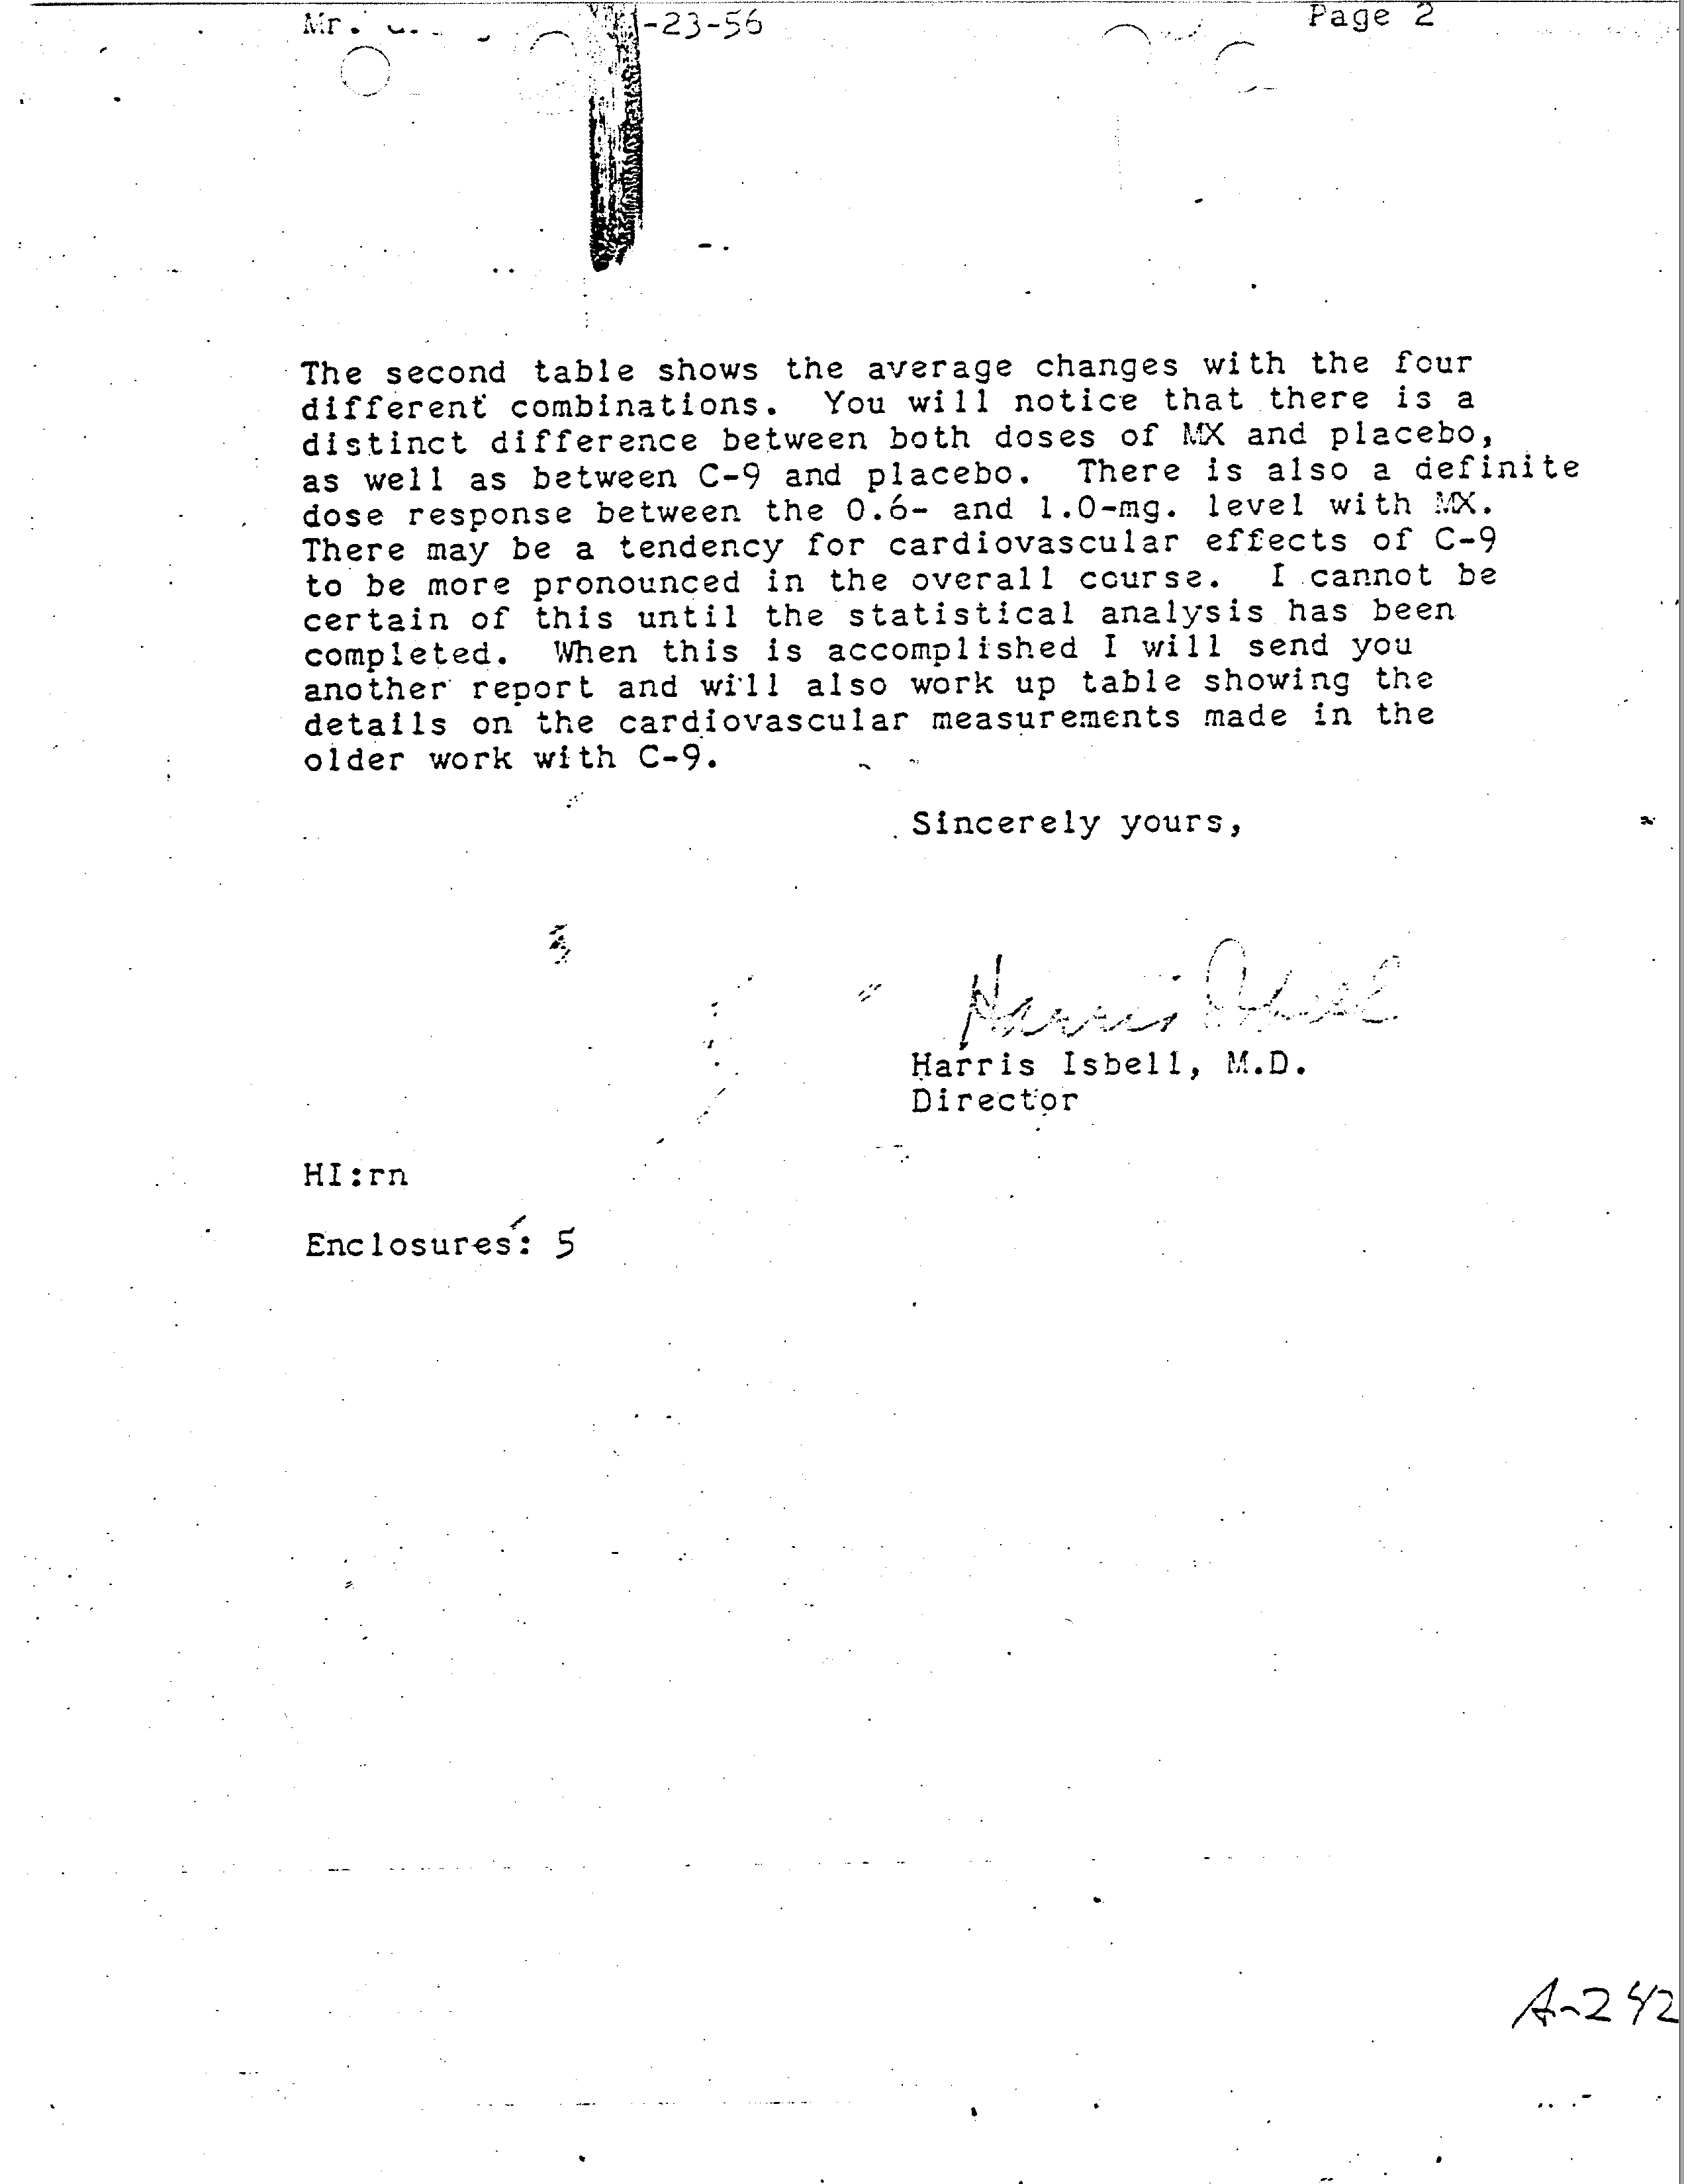 Mr. -23-56 Page 2
The second table shows the average changes with the four
different combinations. You will notice that there is a
distinct difference between both doses of MX and placebo,
as well as between C-9 and placebo. There is also a definite
dose response between the 0.6- and 1.0-mg. level with MX.
There may be a tendency for cardiovascular effects of C-9
to be more pronounced in the overall course. I cannot be
certain of this until the statistical analysis has been
completed. When this is accomplished I will send you
another report and will also work up table showing the
details on the cardiovascular measurements made in the
older work with C-9.
Sincerely yours,
Harris Isbell
Harris Isbell, M.D.
Director
HI:rn
Enclosures: 5
A-242